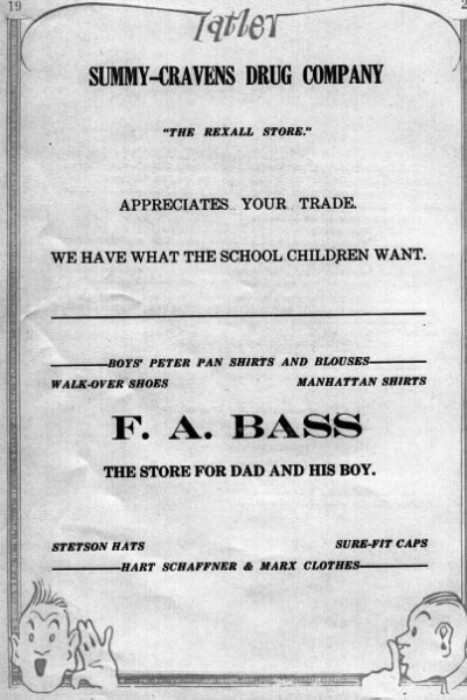 19
2
Tatler
SUMMY-CRAVENS DRUG COMPANY
"THE REXALL STORE."
APPRECIATES YOUR TRADE.
WE HAVE WHAT THE SCHOOL CHILDREN WANT.
BOYS' PETER PAN SHIRTS AND BLOUSES
WALK-OVER SHOES MANHATTAN SHIRTS
F. A. BASS
THE STORE FOR DAD AND HIS BOY.
STETSON HATS SURE-FIT CAPS
HART SCHAFFNER & MARX CLOTHES